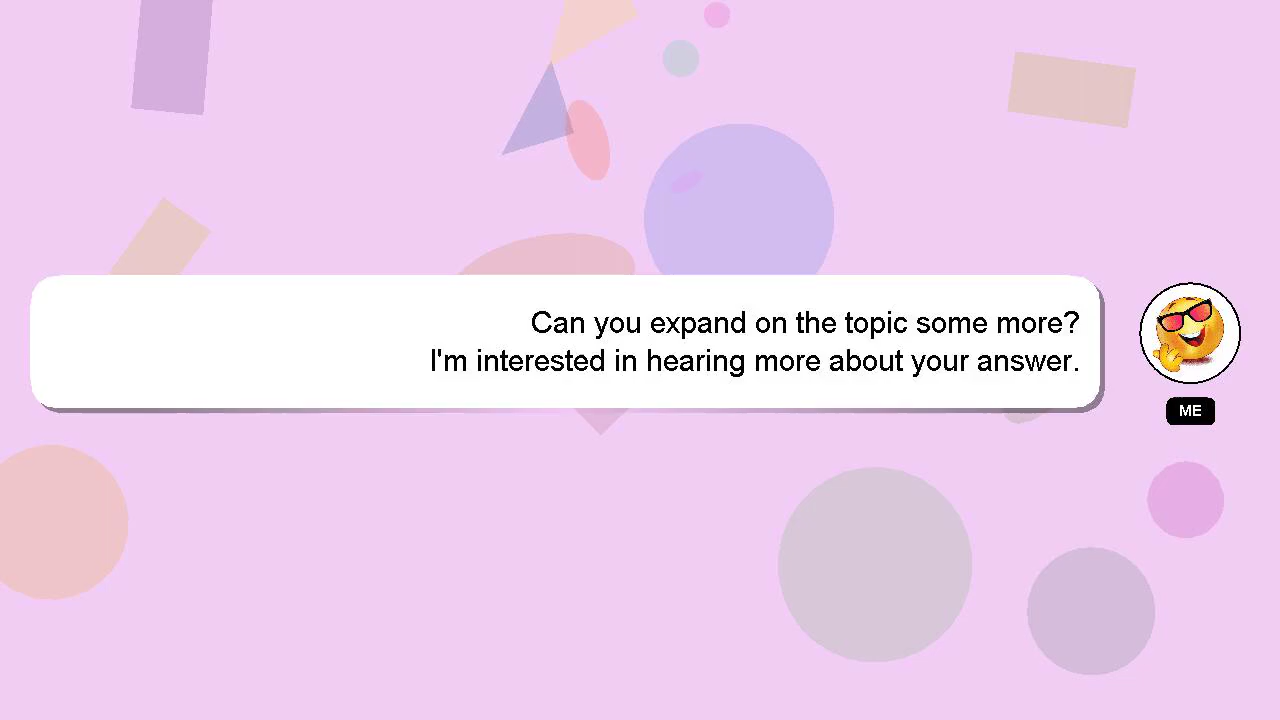 Can you expand on the topic some more?
I'm interested in hearing more about your answer.
ME